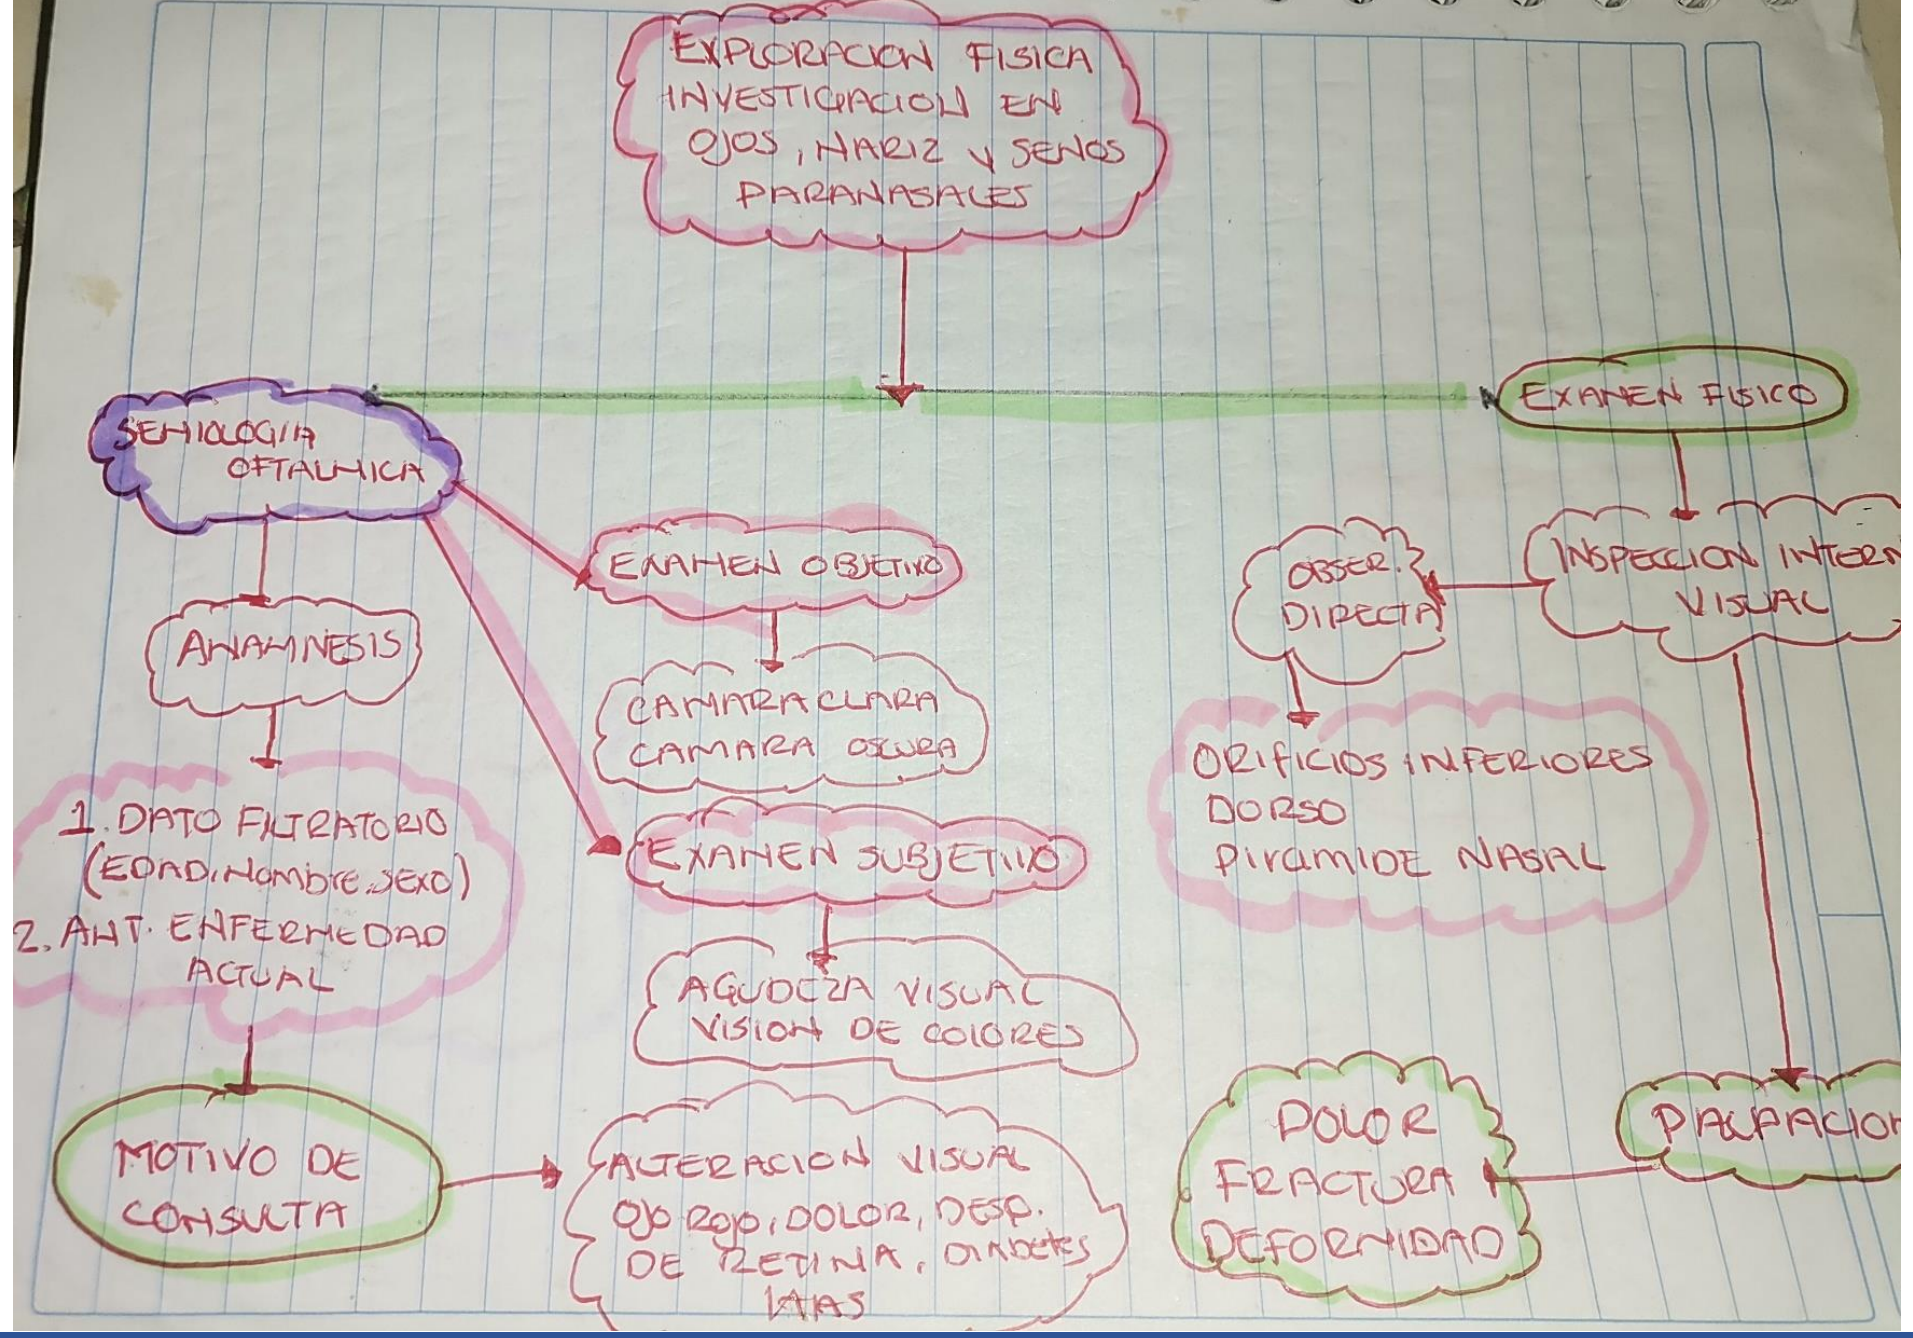 EXPLORACION FISICA
INVESTIGACION EN
OJOS, NARIZ Y SENOS
PARANASALES
SEMIOLOGIA
OFTALMICA
EXAMEN FISICO
EXAMEN OBJETIVO
OBSER.
DIRECTA
INSPECCION INTERN
VISUAL
ANAMNESIS
CAMARA CLARA
CAMARA OSCURA
ORIFICIOS INFERIORES
DORSO
PIRAMIDE NASAL
1. DATO FILTRATORIO
(EDAD, Nombre, SEXO)
2. ANT. ENFERMEDAD
ACTUAL
EXAMEN SUBJETIVO
AGUDEZA VISUAL
VISION DE COLORES
MOTIVO DE
CONSULTA
ALTERACION VISUAL
OJO ROJO, DOLOR, DESP.
DE RETINA, DIABETES
DOLOR
FRACTURA
DEFORMIDAD
PALPACION